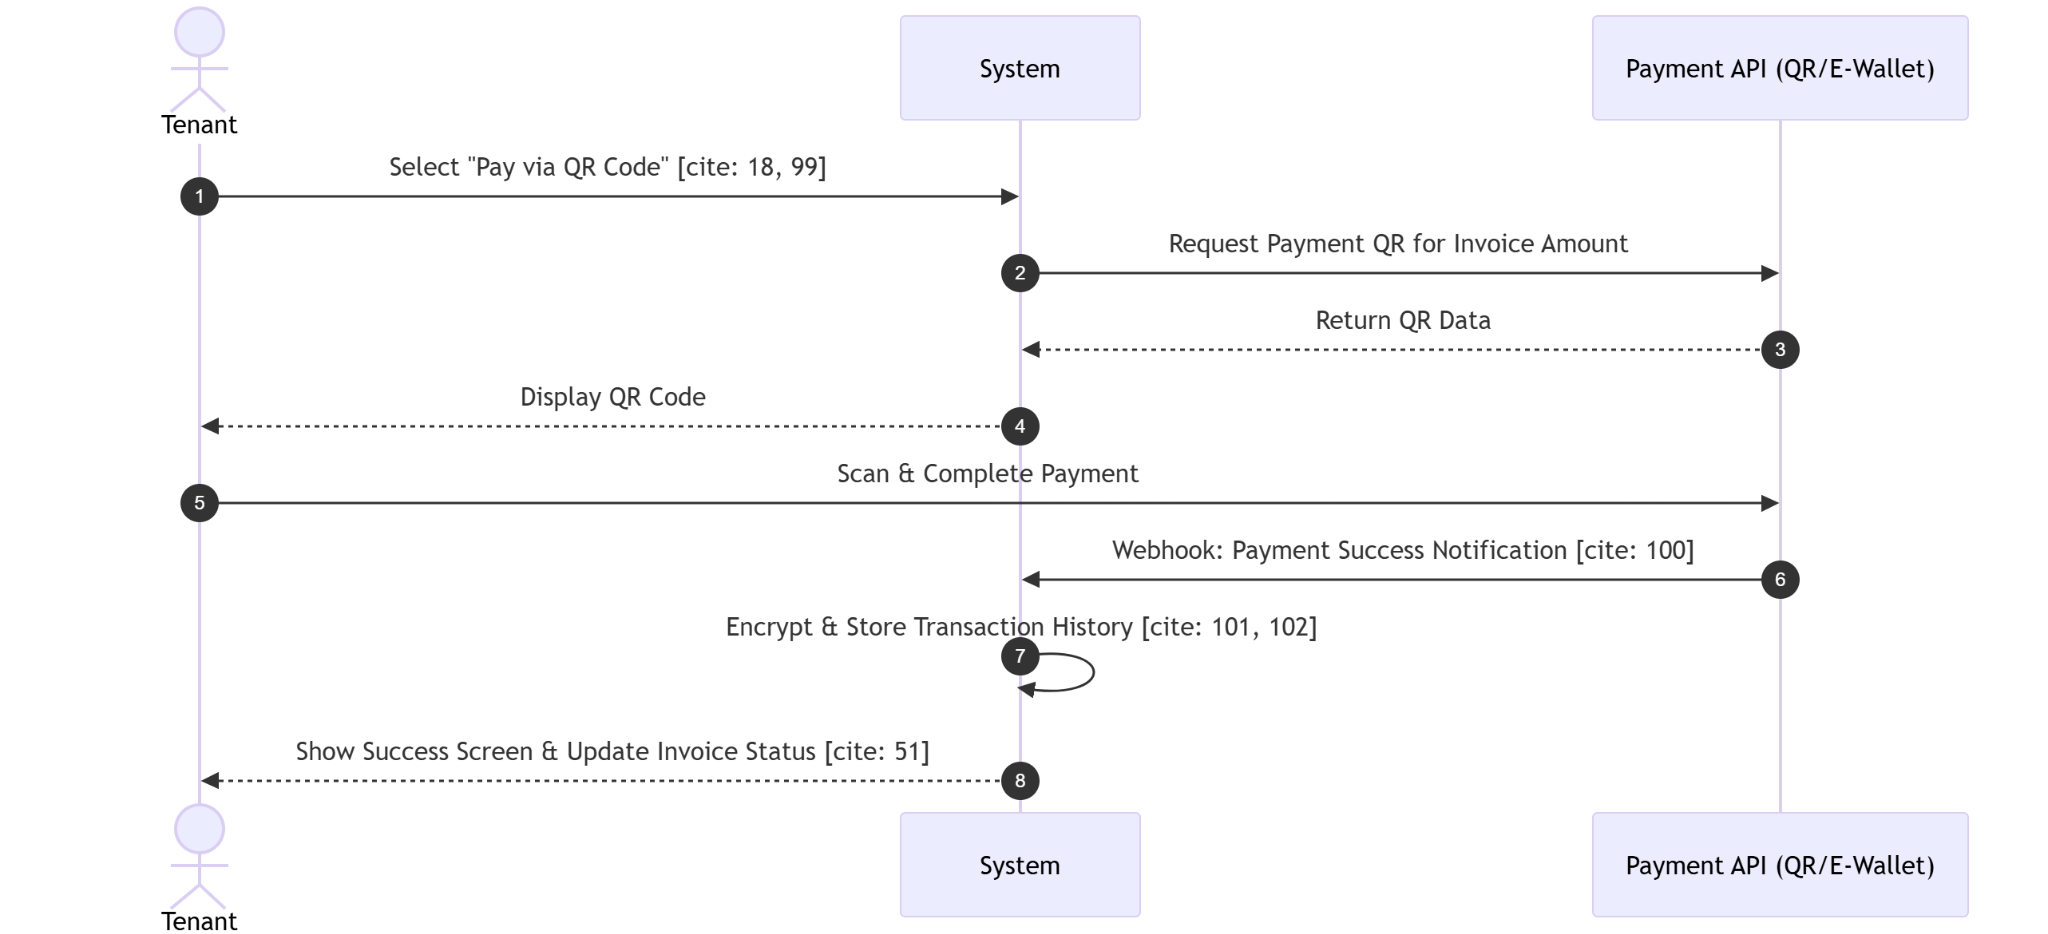 Tenant
System
Payment API (QR/E-Wallet)
Select "Pay via QR Code" [cite: 18, 99]
1
Request Payment QR for Invoice Amount
2
Return QR Data
3
Display QR Code
4
Scan & Complete Payment
5
Webhook: Payment Success Notification [cite: 100]
6
Encrypt & Store Transaction History [cite: 101, 102]
7
Show Success Screen & Update Invoice Status [cite: 51]
8
Tenant
System
Payment API (QR/E-Wallet)